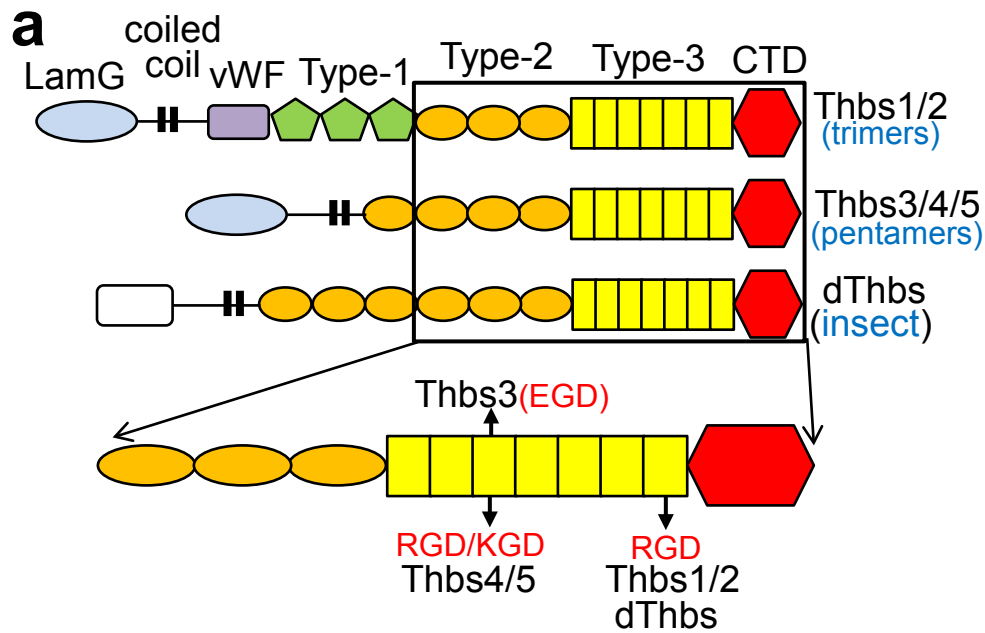 a
coiled
coil
LamG vWF Type-1 Type-2 Type-3 CTD
Thbs1/2
(trimers)
Thbs3/4/5
(pentamers)
dThbs
(insect)
Thbs3(EGD)
RGD/KGD RGD
Thbs4/5 Thbs1/2
dThbs